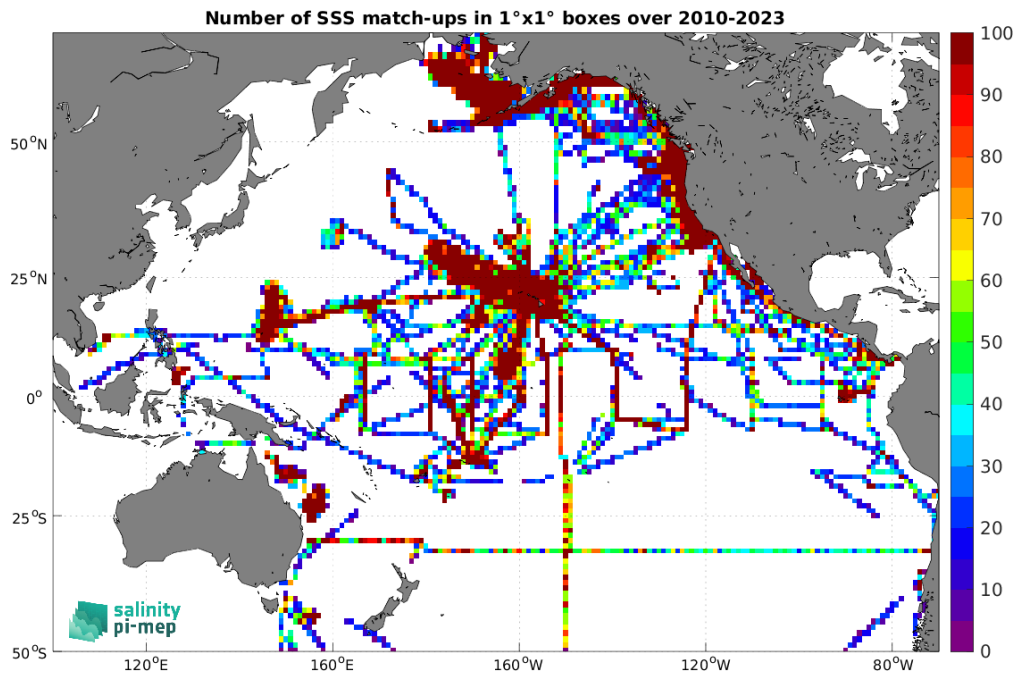 Number of SSS match-ups in 1°x1° boxes over 2010-2023
50°N
25°N
0°
25°S
50°S
120°E
160°E
160°W
120°W
80°W
100
90
80
70
60
50
40
30
20
10
0
salinity
pi-mep